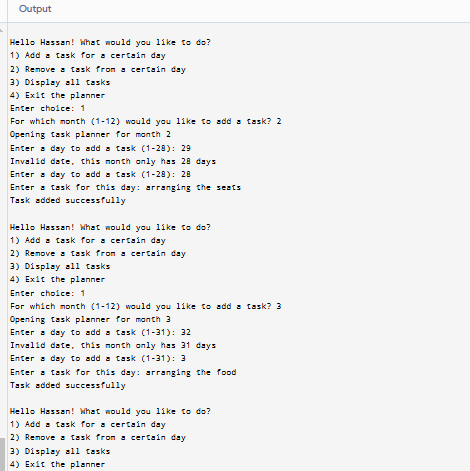 Output
Hello Hassan! What would you like to do?
1) Add a task for a certain day
2) Remove a task from a certain day
3) Display all tasks
4) Exit the planner
Enter choice: 1
For which month (1-12) would you like to add a task? 2
Opening task planner for month 2
Enter a day to add a task (1-28): 29
Invalid date, this month only has 28 days
Enter a day to add a task (1-28): 28
Enter a task for this day: arranging the seats
Task added successfully
Hello Hassan! What would you like to do?
1) Add a task for a certain day
2) Remove a task from a certain day
3) Display all tasks
4) Exit the planner
Enter choice: 1
For which month (1-12) would you like to add a task? 3
Opening task planner for month 3
Enter a day to add a task (1-31): 32
Invalid date, this month only has 31 days
Enter a day to add a task (1-31): 3
Enter a task for this day: arranging the food
Task added successfully
Hello Hassan! What would you like to do?
1) Add a task for a certain day
2) Remove a task from a certain day
3) Display all tasks
4) Exit the planner